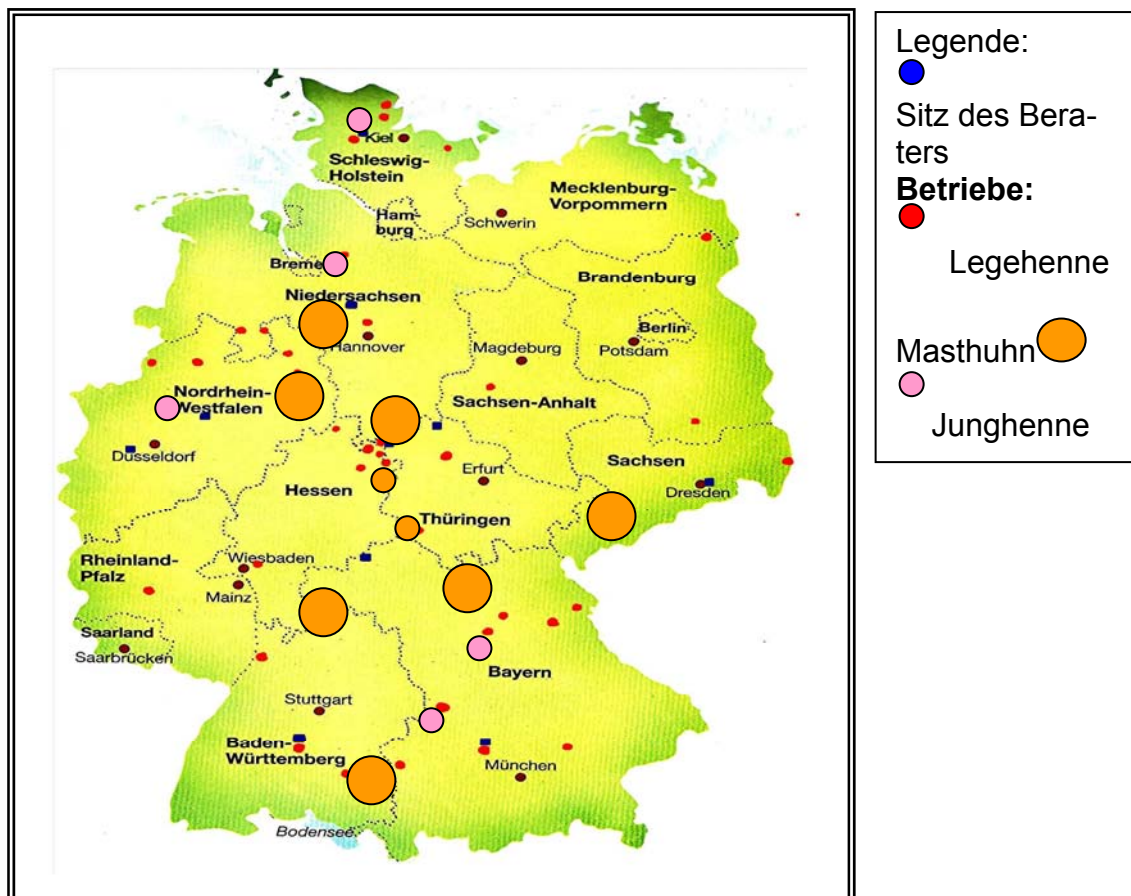 Kiel
Schleswig-
Holstein
Mecklenburg-
Vorpommern
Ham-
burg
Schwerin
Breme
Brandenburg
Niedersachsen
Berlin
Hannover
Magdeburg
Potsdam
Nordrhein-
Westfalen
Sachsen-Anhalt
Düsseldorf
Erfurt
Sachsen
Hessen
Dresden
Thüringen
Rheinland-
Pfalz
Wiesbaden
Mainz
Saarland
Saarbrücken
Bayern
Stuttgart
Baden-
Württemberg
München
Bodensee
Legende:
Sitz des Bera-
ters
Betriebe:
Legehenne
Masthuhn
Junghenne